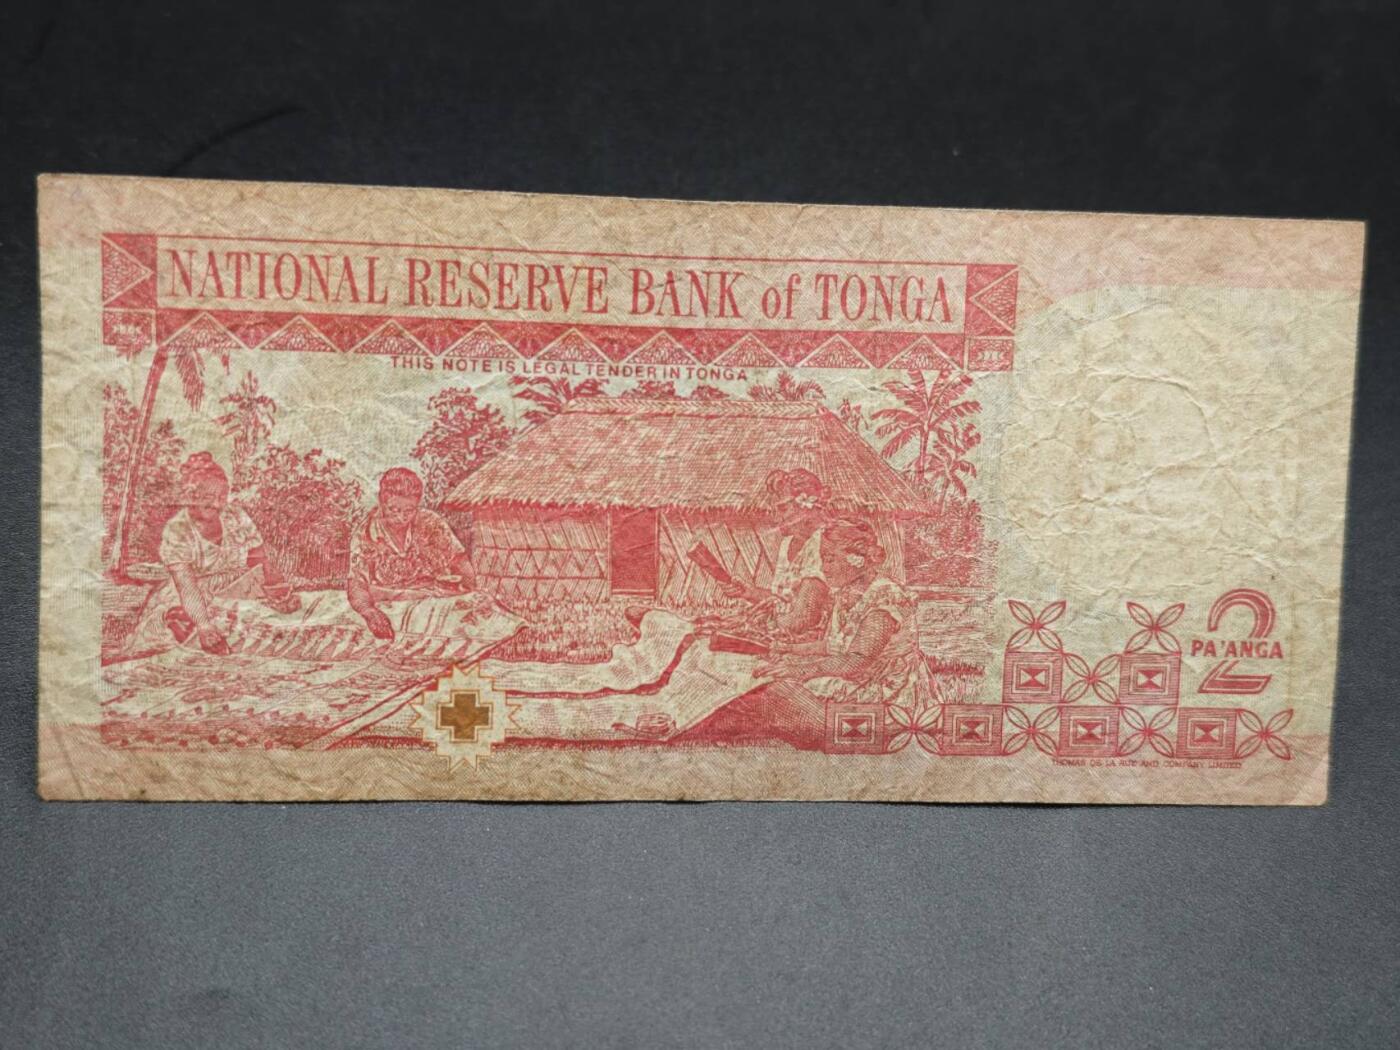 NATIONAL RESERVE BANK of TONGA
THIS NOTE IS LEGAL TENDER IN TONGA
2
PA'ANGA
THOMAS DE LA RUE AND COMPANY LIMITED